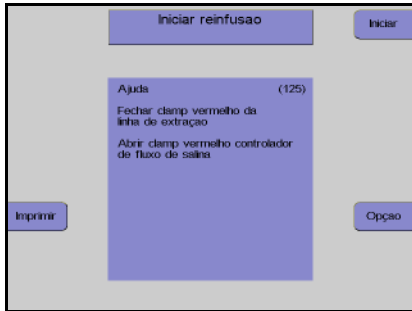 Iniciar reinfusao
Iniciar
Ajuda (125)
Fechar clamp vermelho da
linha de extraçao
Abrir clamp vermelho controlador
de fluxo de salina
Imprimir
Opçao